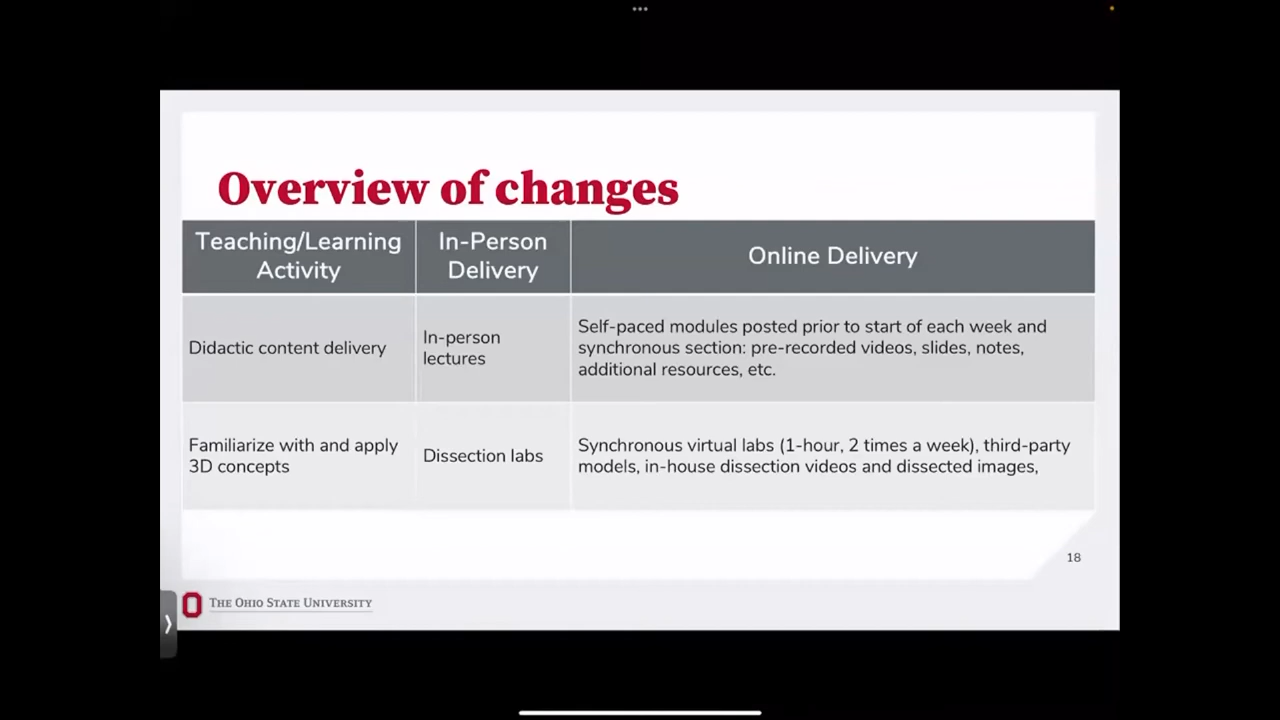 Overview of changes
Teaching/Learning
Activity
In-Person
Delivery
Online Delivery
Didactic content delivery
In-person
lectures
Self-paced modules posted prior to start of each week and
synchronous section: pre-recorded videos, slides, notes,
additional resources, etc.
Familiarize with and apply
3D concepts
Dissection labs
Synchronous virtual labs (1-hour, 2 times a week), third-party
models, in-house dissection videos and dissected images,
18
THE OHIO STATE UNIVERSITY